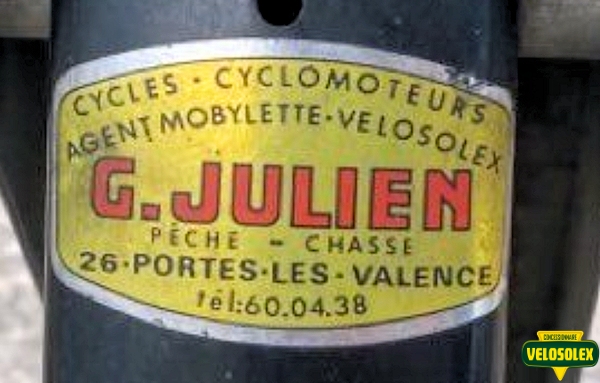 CYCLES · CYCLOMOTEURS
AGENT MOBYLETTE · VELOSOLEX
G. JULIEN
PÊCHE - CHASSE
26 · PORTES · LES · VALENCE
tél: 60.04.38
CONCESSIONNAIRE
VELOSOLEX